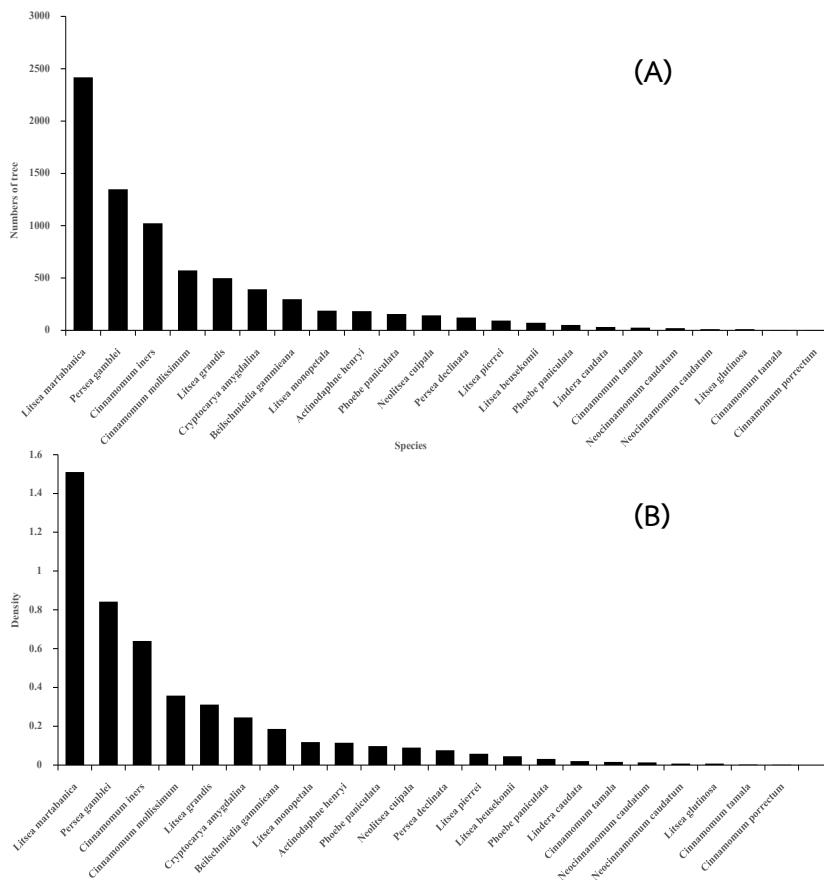 (A)
Numbers of tree
3000
2500
2000
1500
1000
500
0
Litsea martabanica
Persea gamblei
Cinnamomum iners
Cinnamomum mollissimum
Litsea grandis
Cryptocarya amygdalina
Beilschmiedia gammieana
Litsea monopetala
Actinodaphne henryi
Phoebe paniculata
Neolitsea cuipala
Persea declinata
Litsea pierrei
Litsea beusekomii
Phoebe paniculata
Lindera caudata
Cinnamomum tamala
Neocinnamomum caudatum
Neocinnamomum caudatum
Litsea glutinosa
Cinnamomum tamala
Cinnamomum porrectum
Species
(B)
Density
1.6
1.4
1.2
1
0.8
0.6
0.4
0.2
0
Litsea martabanica
Persea gamblei
Cinnamomum iners
Cinnamomum mollissimum
Litsea grandis
Cryptocarya amygdalina
Beilschmiedia gammieana
Litsea monopetala
Actinodaphne henryi
Phoebe paniculata
Neolitsea cuipala
Persea declinata
Litsea pierrei
Litsea beusekomii
Phoebe paniculata
Lindera caudata
Cinnamomum tamala
Neocinnamomum caudatum
Neocinnamomum caudatum
Litsea glutinosa
Cinnamomum tamala
Cinnamomum porrectum